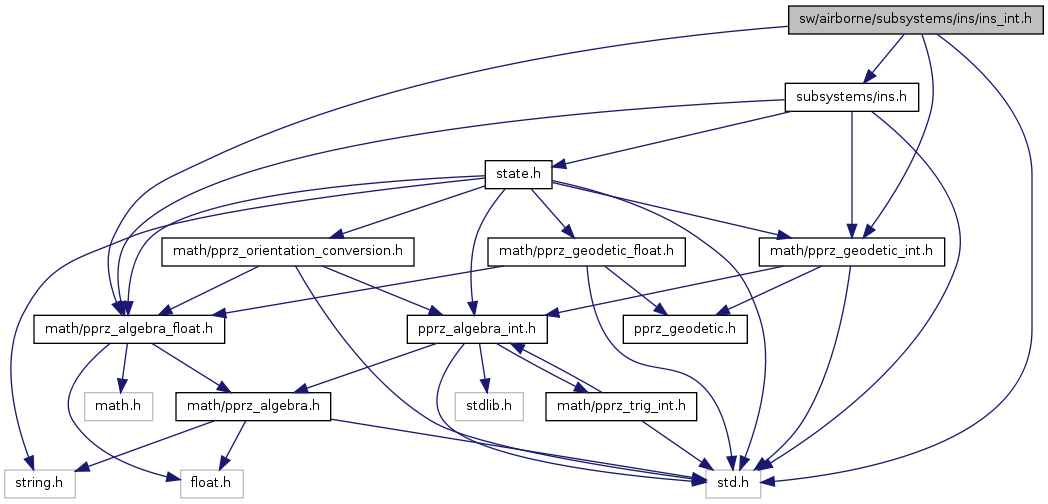 sw/airborne/subsystems/ins/ins_int.h
subsystems/ins.h
state.h
math/pprz_orientation_conversion.h
math/pprz_geodetic_float.h
math/pprz_geodetic_int.h
math/pprz_algebra_float.h
pprz_algebra_int.h
pprz_geodetic.h
math.h
math/pprz_algebra.h
stdlib.h
math/pprz_trig_int.h
string.h
float.h
std.h